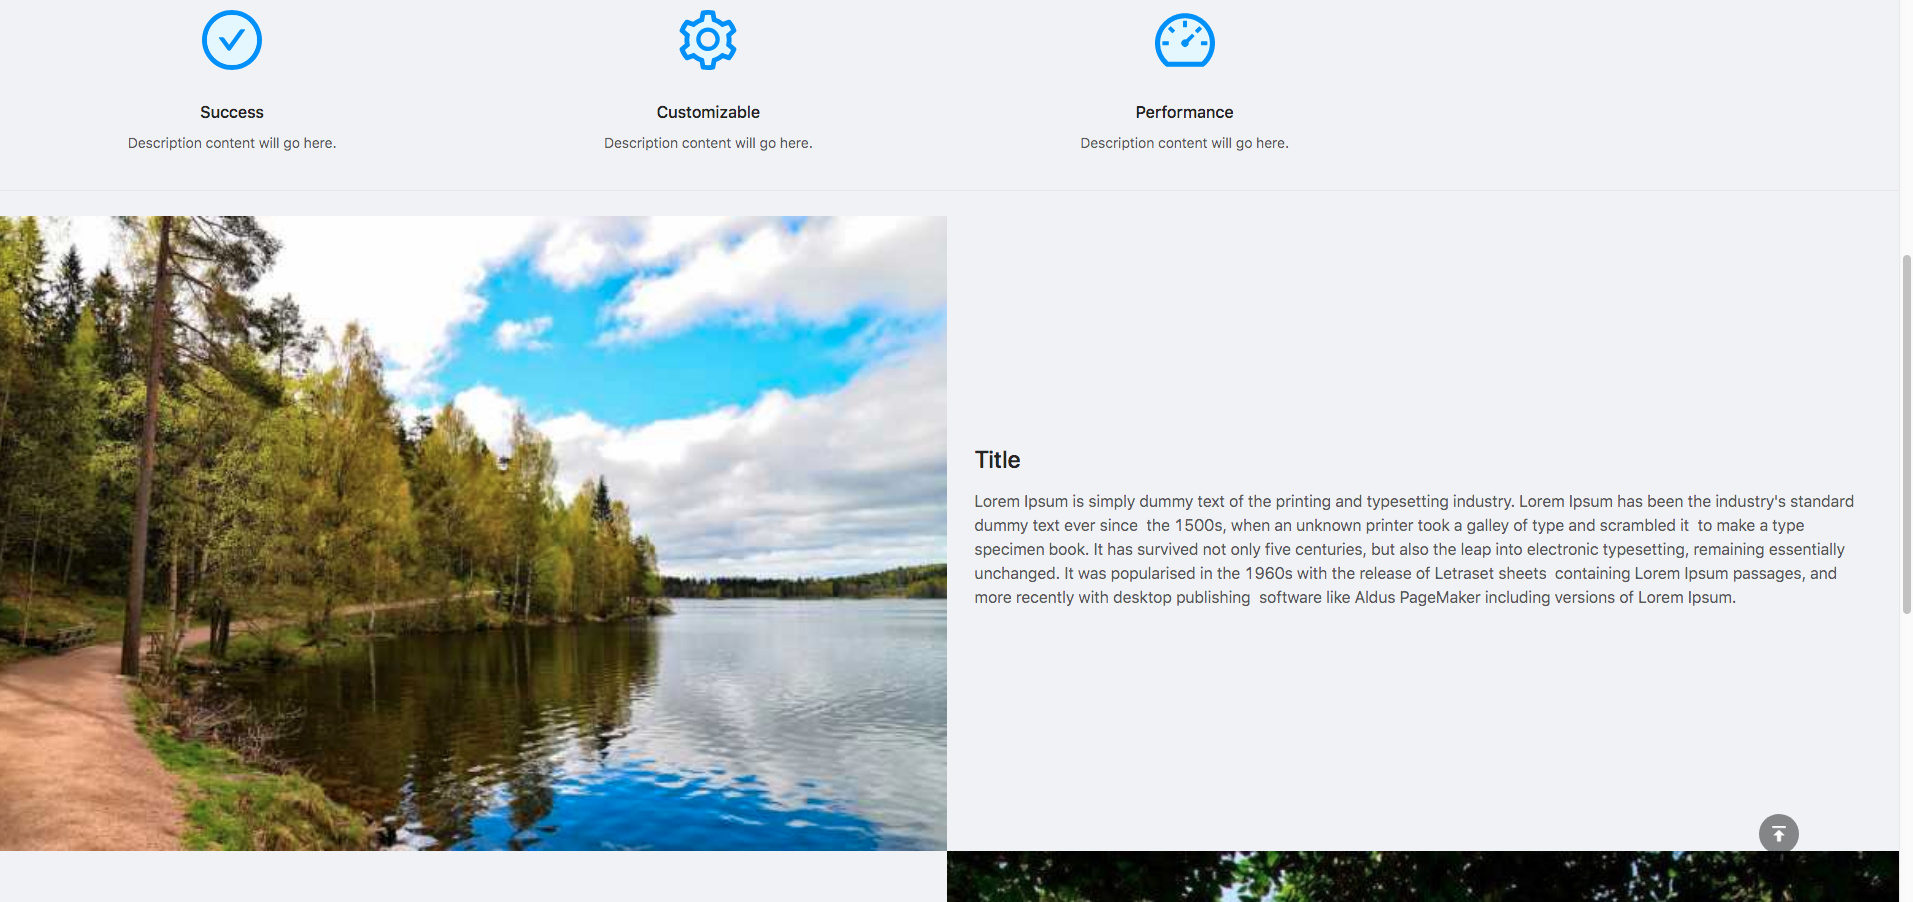 Success
Customizable
Performance
Description content will go here.
Description content will go here.
Description content will go here.
Title
Lorem Ipsum is simply dummy text of the printing and typesetting industry. Lorem Ipsum has been the industry's standard
dummy text ever since  the 1500s, when an unknown printer took a galley of type and scrambled it  to make a type
specimen book. It has survived not only five centuries, but also the leap into electronic typesetting, remaining essentially
unchanged. It was popularised in the 1960s with the release of Letraset sheets  containing Lorem Ipsum passages, and
more recently with desktop publishing  software like Aldus PageMaker including versions of Lorem Ipsum.